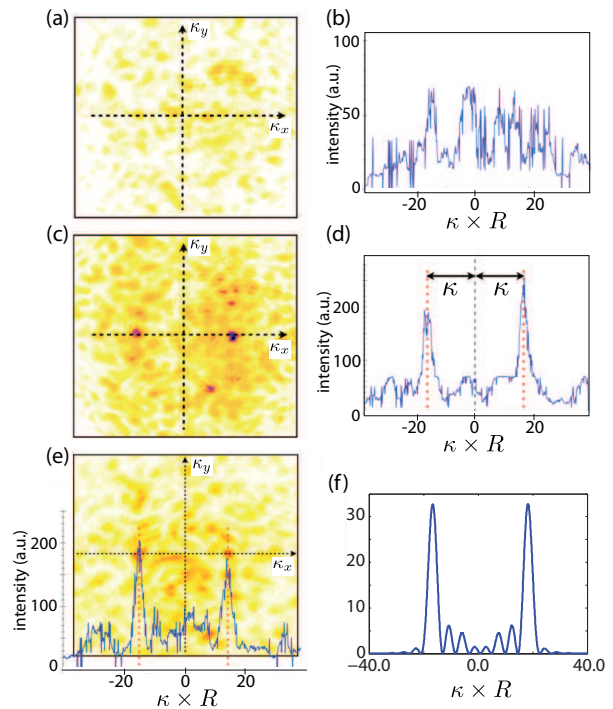 (a)
κy
κx
(b)
100
50
0
intensity (a.u.)
-20 0 20
κ × R
(c)
κy
κx
(d)
κ κ
200
100
0
intensity (a.u.)
-20 0 20
κ × R
(e)
κy
κx
200
100
0
intensity (a.u.)
-20 0 20
κ × R
(f)
30
20
10
0
-40.0 0.0 40.0
κ × R